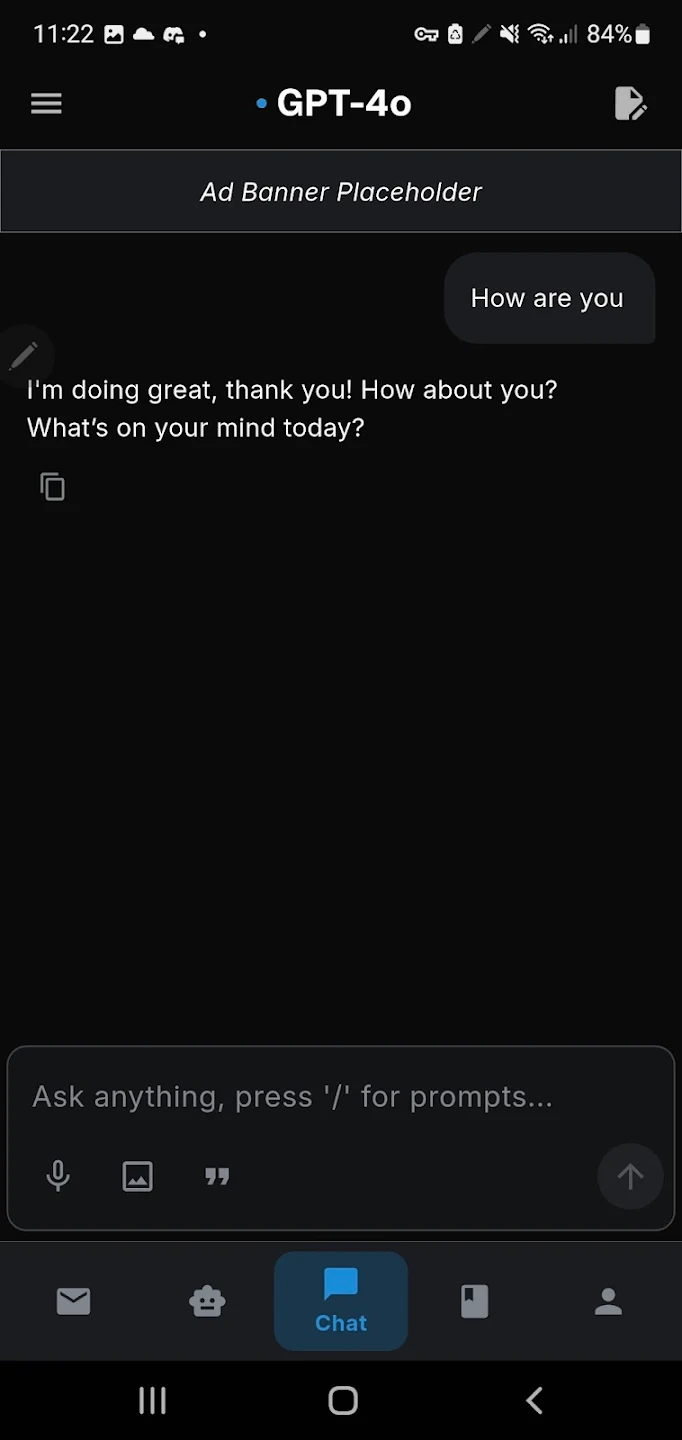 11:22
84%
GPT-4o
Ad Banner Placeholder
How are you
I'm doing great, thank you! How about you?
What’s on your mind today?
Ask anything, press '/' for prompts...
Chat